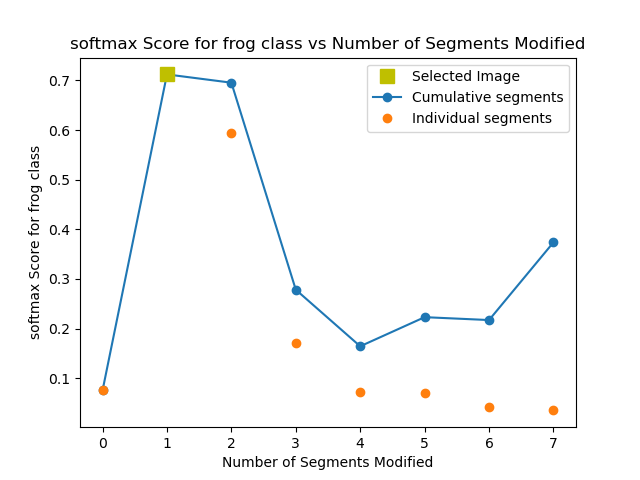 softmax Score for frog class vs Number of Segments Modified
Selected Image
Cumulative segments
Individual segments
softmax Score for frog class
0.7
0.6
0.5
0.4
0.3
0.2
0.1
0 1 2 3 4 5 6 7
Number of Segments Modified